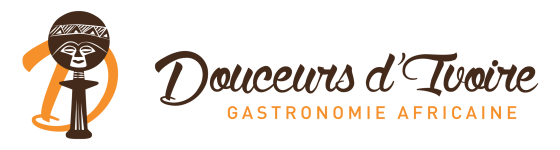 D
Douceurs d'Ivoire
GASTRONOMIE AFRICAINE